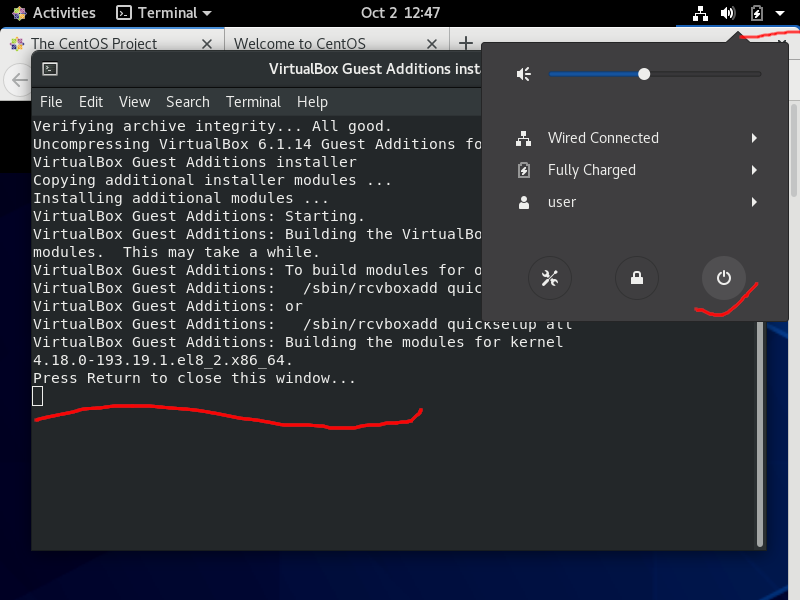 Activities Terminal Oct 2 12:47
The CentOS Project Welcome to CentOS
VirtualBox Guest Additions inst
File Edit View Search Terminal Help
Verifying archive integrity... All good.
Uncompressing VirtualBox 6.1.14 Guest Additions fo
VirtualBox Guest Additions installer
Copying additional installer modules ...
Installing additional modules ...
VirtualBox Guest Additions: Starting.
VirtualBox Guest Additions: Building the VirtualBo
modules.  This may take a while.
VirtualBox Guest Additions: To build modules for o
VirtualBox Guest Additions:   /sbin/rcvboxadd quic
VirtualBox Guest Additions: or
VirtualBox Guest Additions:   /sbin/rcvboxadd quicksetup all
VirtualBox Guest Additions: Building the modules for kernel
4.18.0-193.19.1.el8_2.x86_64.
Press Return to close this window...
Wired Connected
Fully Charged
user